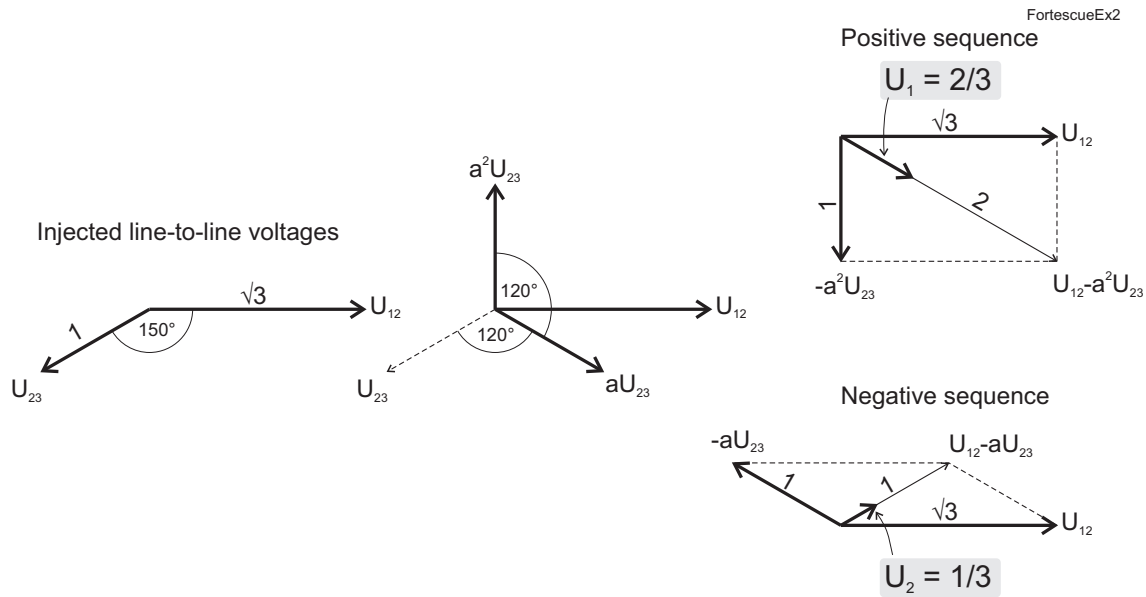 FortescueEx2
Injected line-to-line voltages
√3
1
150°
U₁₂
U₂₃
a²U₂₃
120°
120°
U₁₂
U₂₃
aU₂₃
Positive sequence
U₁ = 2/3
√3
U₁₂
1
2
-a²U₂₃
U₁₂-a²U₂₃
Negative sequence
-aU₂₃
U₁₂-aU₂₃
1
1
√3
U₁₂
U₂ = 1/3